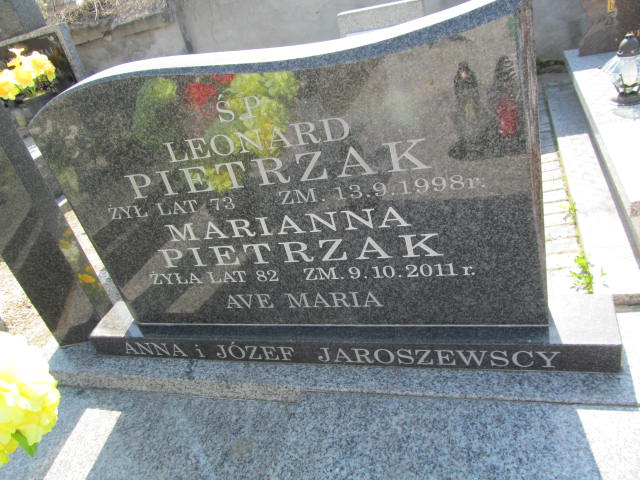 Ś.P.
LEONARD
PIETRZAK
ŻYŁ LAT 73 ZM. 13.9.1998r.
MARIANNA
PIETRZAK
ŻYŁA LAT 82 ZM. 9.10.2011 r.
AVE MARIA
ANNA i JÓZEF JAROSZEWSCY